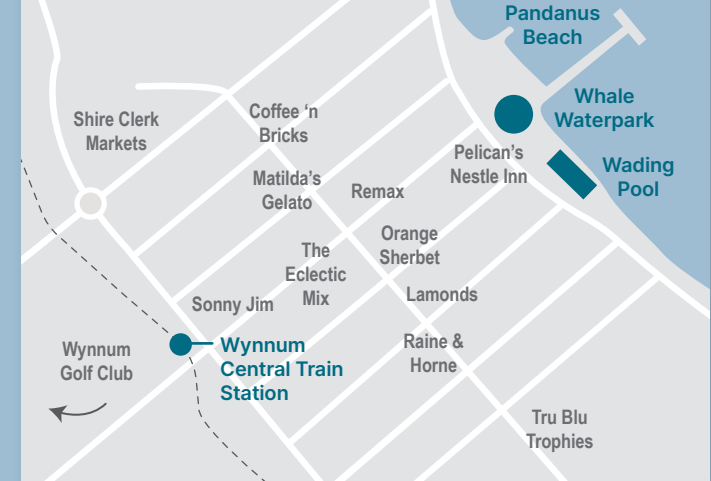 Pandanus
Beach
Whale
Waterpark
Shire Clerk
Markets
Coffee ‘n
Bricks
Pelican’s
Nestle Inn
Wading
Pool
Matilda’s
Gelato
Remax
Orange
Sherbet
The
Eclectic
Mix
Sonny Jim
Lamonds
Wynnum
Golf Club
Wynnum
Central Train
Station
Raine &
Horne
Tru Blu
Trophies